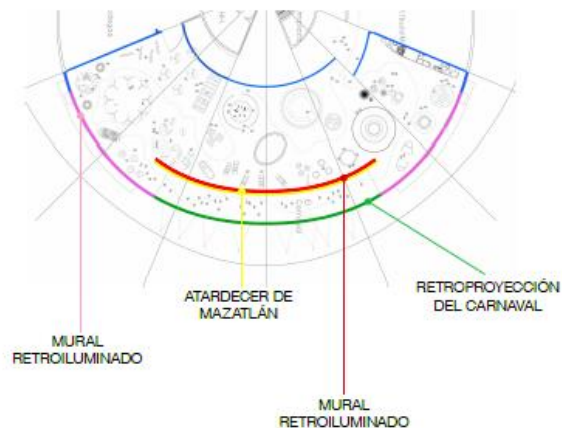 ATARDECER DE
MAZATLÁN
RETROPROYECCIÓN
DEL CARNAVAL
MURAL
RETROILUMINADO
MURAL
RETROILUMINADO